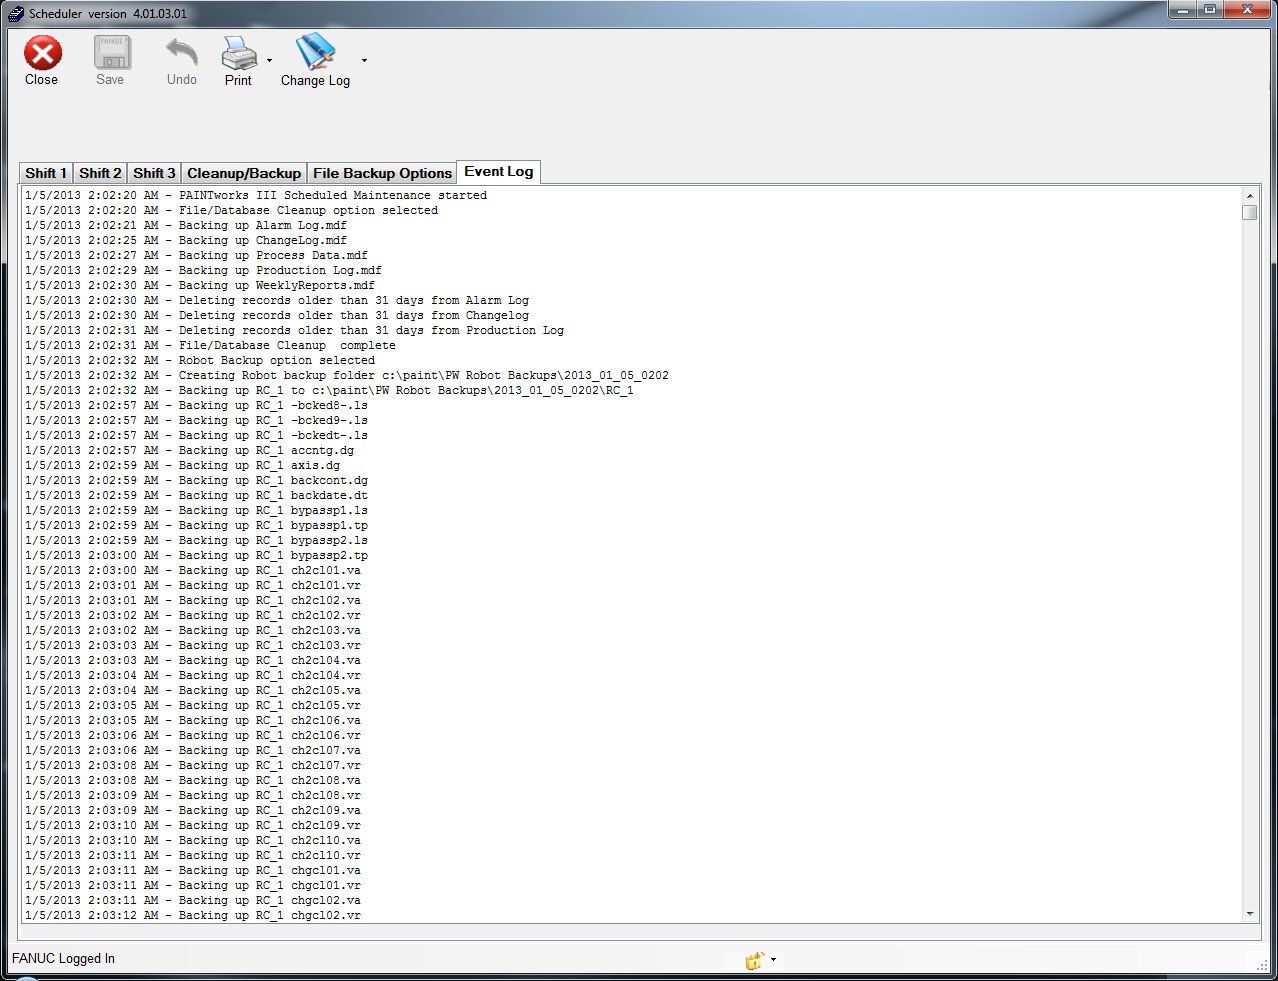 Scheduler version 4.01.03.01
Close
FANUC
Save
Undo
Print
Change Log
Shift 1 Shift 2 Shift 3 Cleanup/Backup File Backup Options Event Log
1/5/2013 2:02:20 AM - PAINTworks III Scheduled Maintenance started
1/5/2013 2:02:20 AM - File/Database Cleanup option selected
1/5/2013 2:02:21 AM - Backing up Alarm Log.mdf
1/5/2013 2:02:25 AM - Backing up ChangeLog.mdf
1/5/2013 2:02:27 AM - Backing up Process Data.mdf
1/5/2013 2:02:29 AM - Backing up Production Log.mdf
1/5/2013 2:02:30 AM - Backing up WeeklyReports.mdf
1/5/2013 2:02:30 AM - Deleting records older than 31 days from Alarm Log
1/5/2013 2:02:30 AM - Deleting records older than 31 days from Changelog
1/5/2013 2:02:31 AM - Deleting records older than 31 days from Production Log
1/5/2013 2:02:31 AM - File/Database Cleanup  complete
1/5/2013 2:02:32 AM - Robot Backup option selected
1/5/2013 2:02:32 AM - Creating Robot backup folder c:\paint\PW Robot Backups\2013_01_05_0202
1/5/2013 2:02:32 AM - Backing up RC_1 to c:\paint\PW Robot Backups\2013_01_05_0202\RC_1
1/5/2013 2:02:57 AM - Backing up RC_1 -bcked8-.ls
1/5/2013 2:02:57 AM - Backing up RC_1 -bcked9-.ls
1/5/2013 2:02:57 AM - Backing up RC_1 -bckedt-.ls
1/5/2013 2:02:57 AM - Backing up RC_1 accntg.dg
1/5/2013 2:02:59 AM - Backing up RC_1 axis.dg
1/5/2013 2:02:59 AM - Backing up RC_1 backcont.dg
1/5/2013 2:02:59 AM - Backing up RC_1 backdate.dt
1/5/2013 2:02:59 AM - Backing up RC_1 bypassp1.ls
1/5/2013 2:02:59 AM - Backing up RC_1 bypassp1.tp
1/5/2013 2:02:59 AM - Backing up RC_1 bypassp2.ls
1/5/2013 2:03:00 AM - Backing up RC_1 bypassp2.tp
1/5/2013 2:03:00 AM - Backing up RC_1 ch2cl01.va
1/5/2013 2:03:01 AM - Backing up RC_1 ch2cl01.vr
1/5/2013 2:03:01 AM - Backing up RC_1 ch2cl02.va
1/5/2013 2:03:02 AM - Backing up RC_1 ch2cl02.vr
1/5/2013 2:03:02 AM - Backing up RC_1 ch2cl03.va
1/5/2013 2:03:03 AM - Backing up RC_1 ch2cl03.vr
1/5/2013 2:03:03 AM - Backing up RC_1 ch2cl04.va
1/5/2013 2:03:04 AM - Backing up RC_1 ch2cl04.vr
1/5/2013 2:03:04 AM - Backing up RC_1 ch2cl05.va
1/5/2013 2:03:05 AM - Backing up RC_1 ch2cl05.vr
1/5/2013 2:03:05 AM - Backing up RC_1 ch2cl06.va
1/5/2013 2:03:06 AM - Backing up RC_1 ch2cl06.vr
1/5/2013 2:03:06 AM - Backing up RC_1 ch2cl07.va
1/5/2013 2:03:08 AM - Backing up RC_1 ch2cl07.vr
1/5/2013 2:03:08 AM - Backing up RC_1 ch2cl08.va
1/5/2013 2:03:09 AM - Backing up RC_1 ch2cl08.vr
1/5/2013 2:03:09 AM - Backing up RC_1 ch2cl09.va
1/5/2013 2:03:10 AM - Backing up RC_1 ch2cl09.vr
1/5/2013 2:03:10 AM - Backing up RC_1 ch2cl10.va
1/5/2013 2:03:11 AM - Backing up RC_1 ch2cl10.vr
1/5/2013 2:03:11 AM - Backing up RC_1 chgcl01.va
1/5/2013 2:03:11 AM - Backing up RC_1 chgcl01.vr
1/5/2013 2:03:11 AM - Backing up RC_1 chgcl02.va
1/5/2013 2:03:12 AM - Backing up RC_1 chgcl02.vr
FANUC Logged In